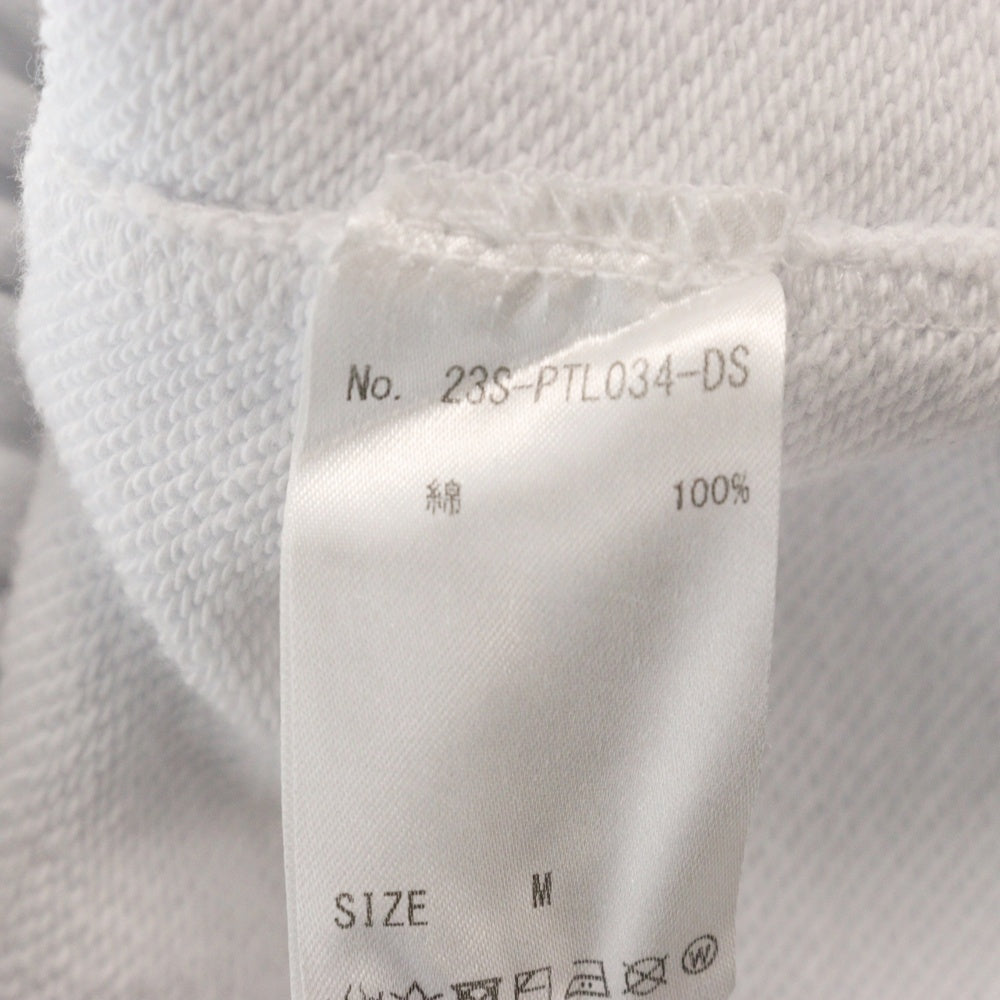 No. 23S-PTL034-DS
綿 100%
SIZE M
W